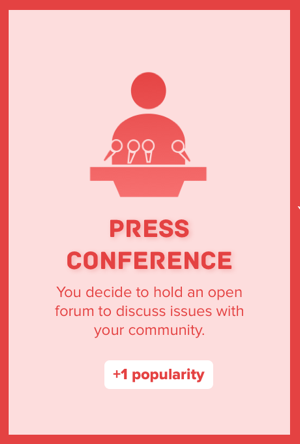 PRESS
CONFERENCE
You decide to hold an open
forum to discuss issues with
your community.
+1 popularity